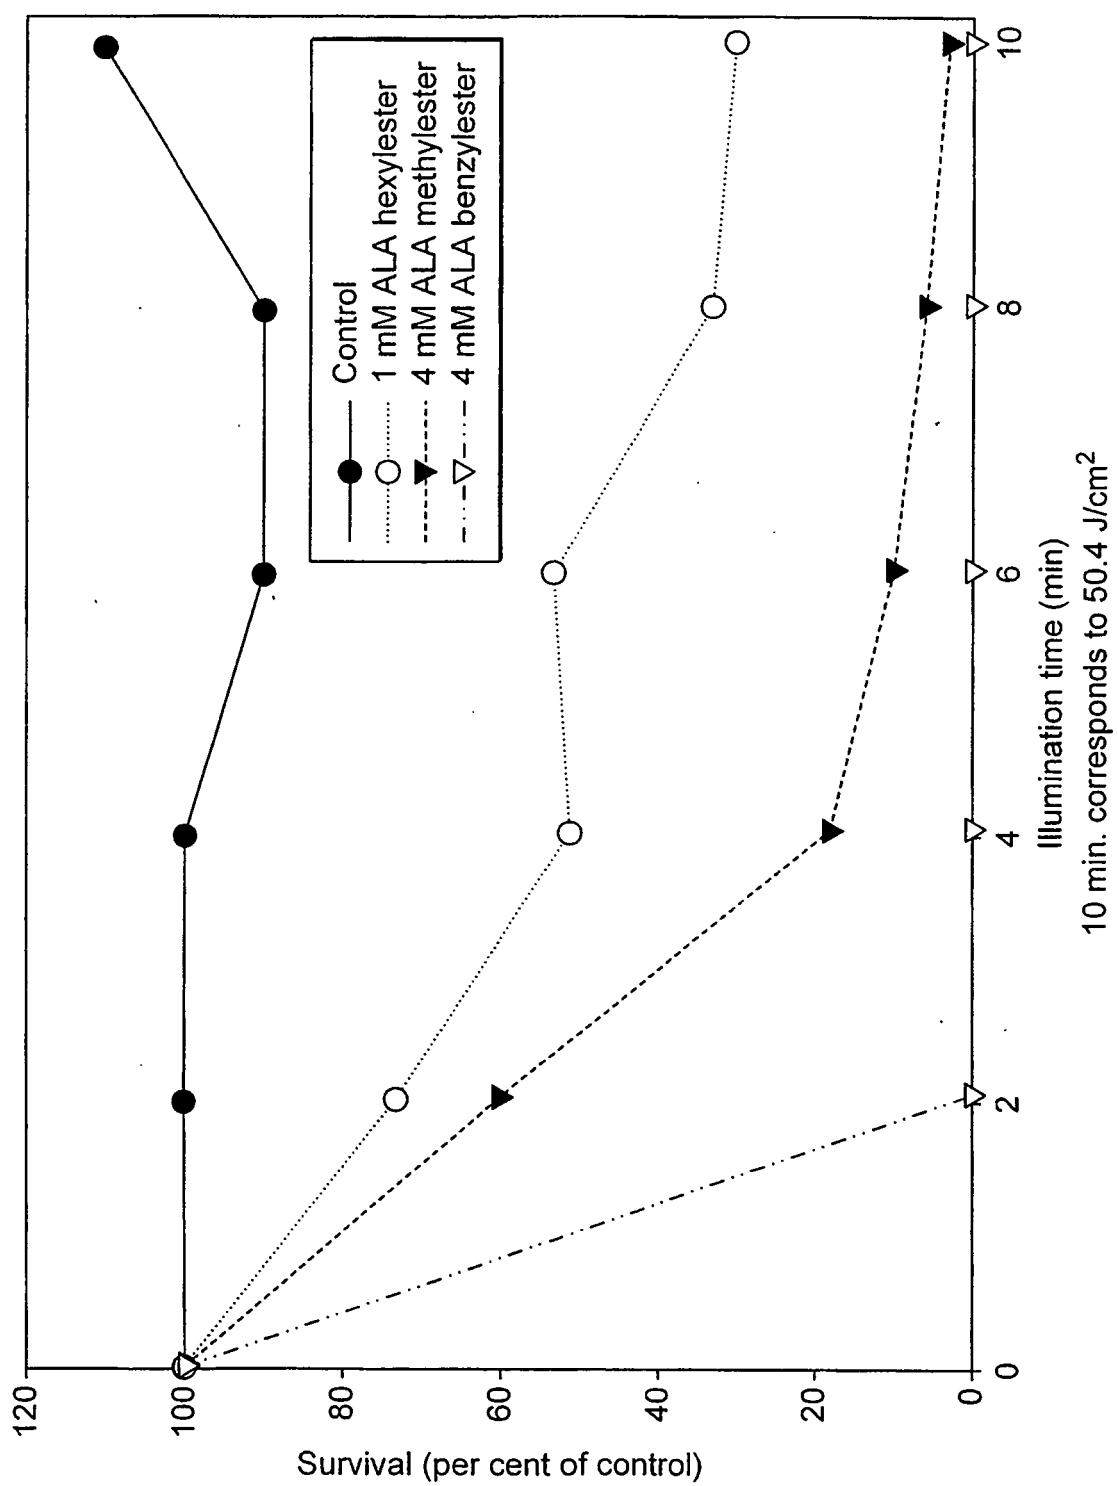 120
100
80
60
40
20
0
Survival (per cent of control)
Control
1 mM ALA hexylester
4 mM ALA methylester
4 mM ALA benzylester
0 2 4 6 8 10
Illumination time (min)
10 min. corresponds to 50.4 J/cm²